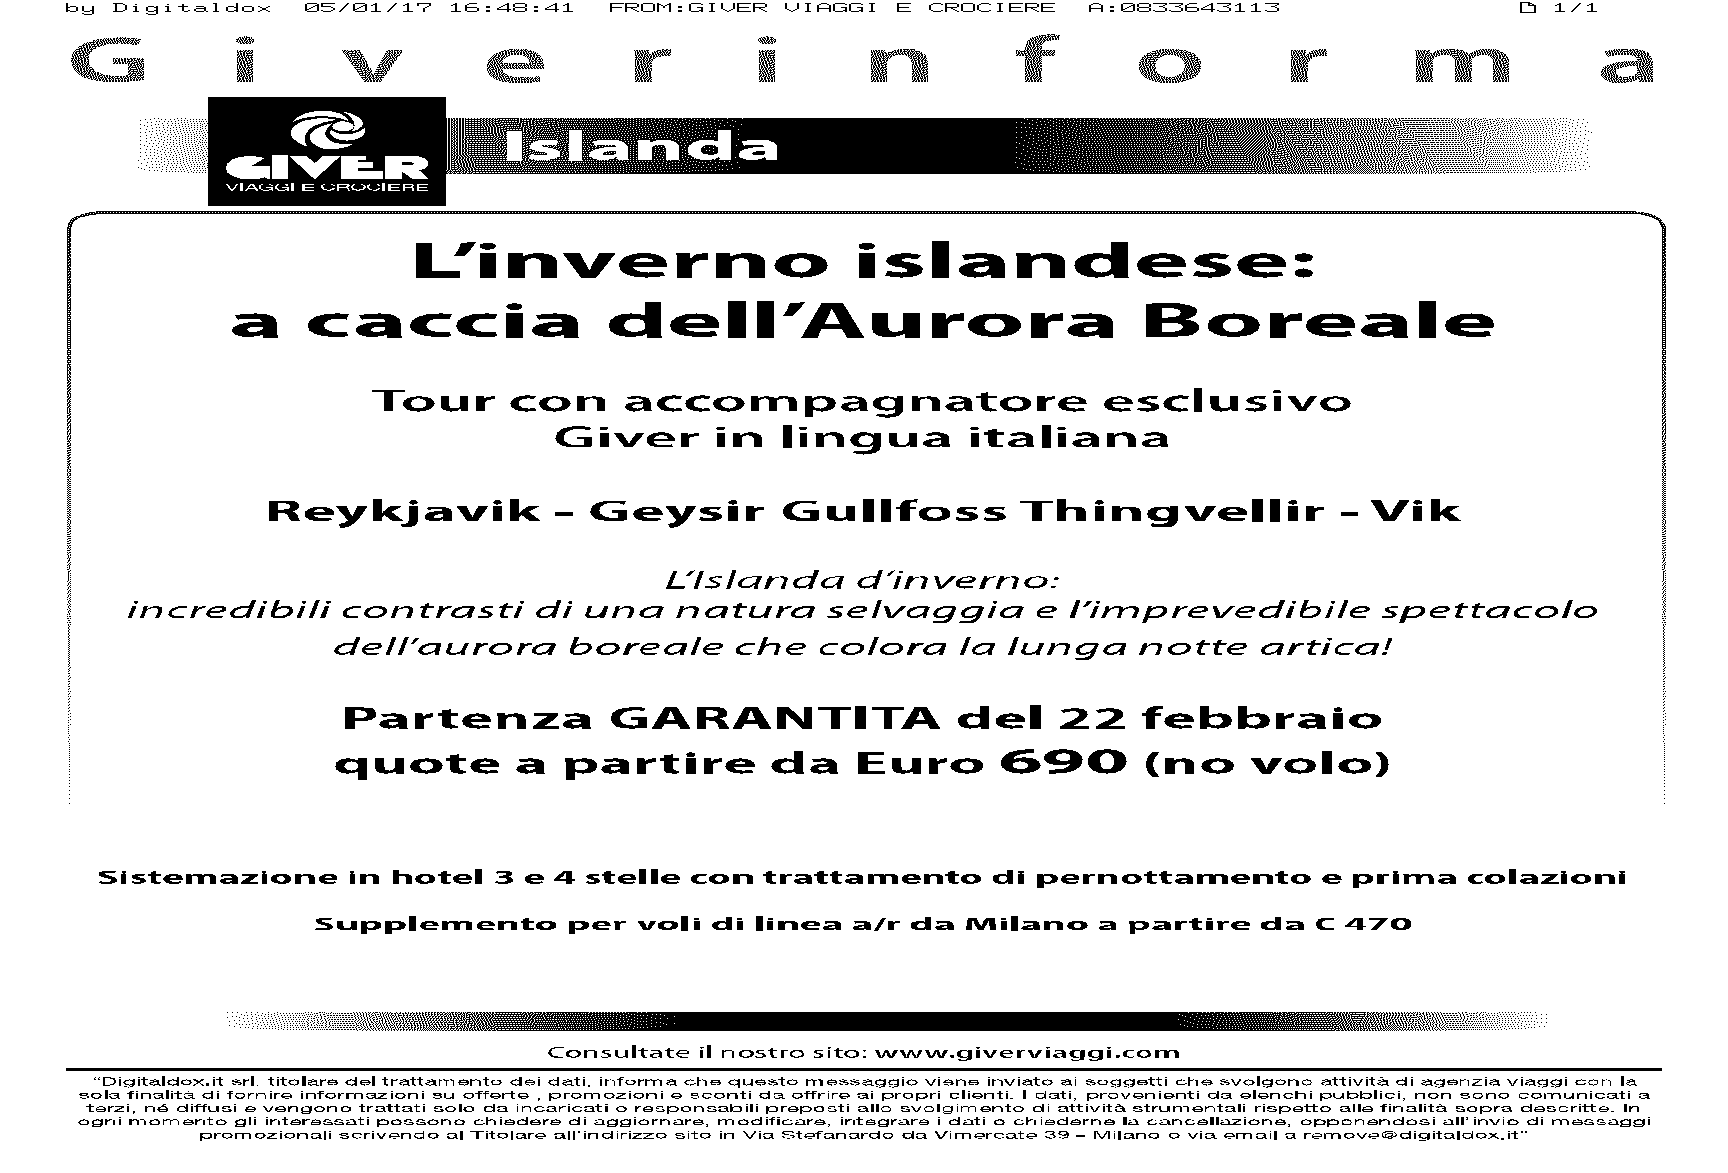 by Digitaldox 05/01/17 16:48:41 FROM:GIVER VIAGGI E CROCIERE A:0833643113 1/1
Giverinforma
GIVER
VIAGGI E CROCIERE
Islanda
L’inverno islandese:
a caccia dell’Aurora Boreale
Tour con accompagnatore esclusivo
Giver in lingua italiana
Reykjavik – Geysir Gullfoss Thingvellir – Vik
L‘Islanda d‘inverno:
incredibili contrasti di una natura selvaggia e l’imprevedibile spettacolo
dell’aurora boreale che colora la lunga notte artica!
Partenza GARANTITA del 22 febbraio
quote a partire da Euro 690 (no volo)
Sistemazione in hotel 3 e 4 stelle con trattamento di pernottamento e prima colazioni
Supplemento per voli di linea a/r da Milano a partire da C 470
Consultate il nostro sito: www.giverviaggi.com
“Digitaldox.it srl. titolare del trattamento dei dati, informa che questo messaggio viene inviato ai soggetti che svolgono attività di agenzia viaggi con la
sola finalità di fornire informazioni su offerte , promozioni e sconti da offrire ai propri clienti. I dati, provenienti da elenchi pubblici, non sono comunicati a
terzi, né diffusi e vengono trattati solo da incaricati o responsabili preposti allo svolgimento di attività strumentali rispetto alle finalità sopra descritte. In
ogni momento gli interessati possono chiedere di aggiornare, modificare, integrare i dati o chiederne la cancellazione, opponendosi all’invio di messaggi
promozionali scrivendo al Titolare all’indirizzo sito in Via Stefanardo da Vimercate 39 – Milano o via email a remove@digitaldox.it”